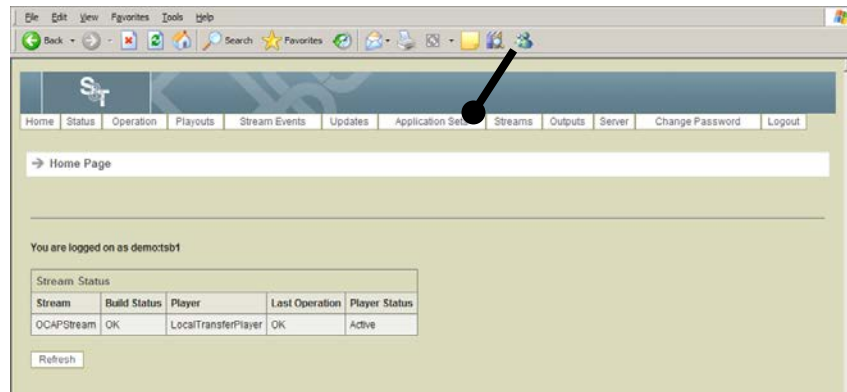 File Edit View Favorites Tools Help
Back Search Favorites
S&T
Home Status Operation Playouts Stream Events Updates Application Sets Streams Outputs Server Change Password Logout
Home Page
You are logged on as demo:tsb1
Stream Status
Stream Build Status Player Last Operation Player Status
OCAPStream OK LocalTransferPlayer OK Active
Refresh